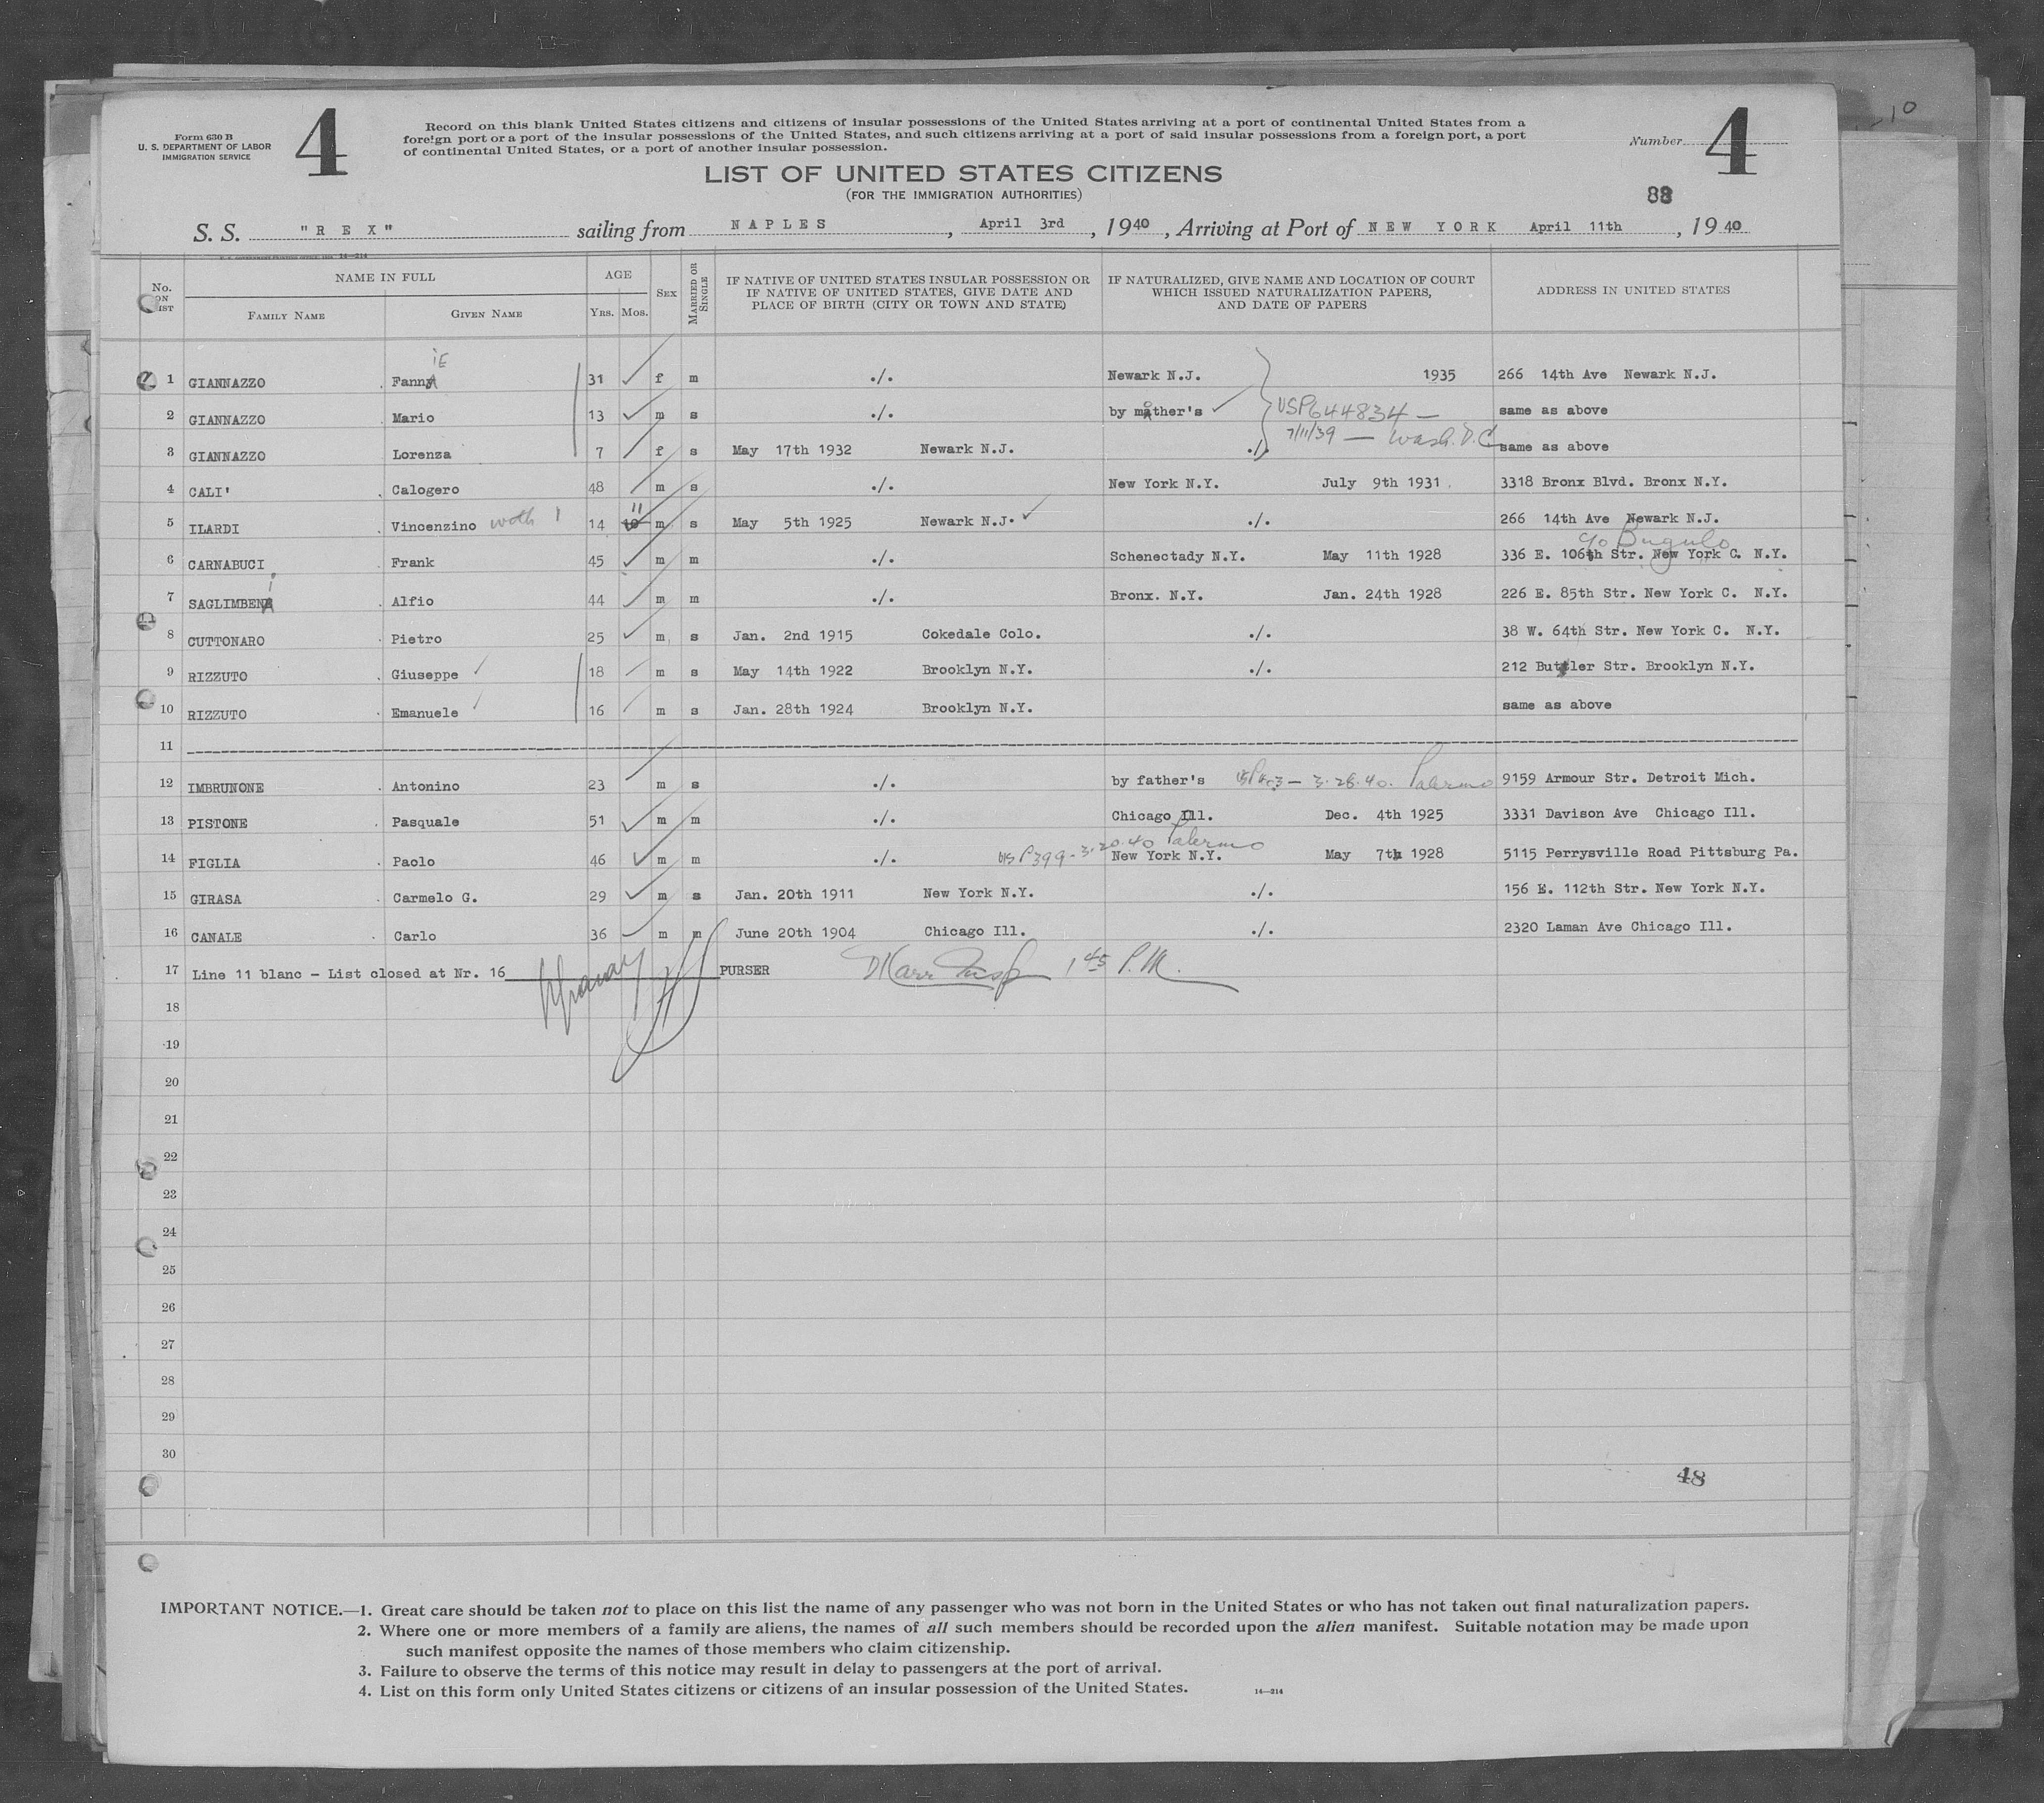 10
Form 630 B
U. S. DEPARTMENT OF LABOR
IMMIGRATION SERVICE
4
Record on this blank United States citizens and citizens of insular possessions of the United States arriving at a port of continental United States from a
foreign port or a port of the insular possessions of the United States, and such citizens arriving at a port of said insular possessions from a foreign port, a port
of continental United States, or a port of another insular possession.
Number 4
LIST OF UNITED STATES CITIZENS
(FOR THE IMMIGRATION AUTHORITIES)
88
S. S. "R E X" sailing from N A P L E S , April 3rd , 1940 , Arriving at Port of N E W Y O R K April 11th , 1940
14—214
No. ON LIST NAME IN FULL AGE SEX MARRIED OR SINGLE IF NATIVE OF UNITED STATES INSULAR POSSESSION OR IF NATIVE OF UNITED STATES, GIVE DATE AND PLACE OF BIRTH (CITY OR TOWN AND STATE) IF NATURALIZED, GIVE NAME AND LOCATION OF COURT WHICH ISSUED NATURALIZATION PAPERS, AND DATE OF PAPERS ADDRESS IN UNITED STATES
FAMILY NAME GIVEN NAME YRS. MOS.
iE
1 GIANNAZZO Fanny 31 f m ./. Newark N.J. 1935 266 14th Ave Newark N.J.
2 GIANNAZZO Mario 13 m s ./. by mother's USP644834 — same as above
7/11/39 — Wash. D.C.
3 GIANNAZZO Lorenza 7 f s May 17th 1932 Newark N.J. ./. same as above
4 CALI' Calogero 48 m s ./. New York N.Y. July 9th 1931 3318 Bronx Blvd. Bronx N.Y.
11
5 ILARDI Vincenzino with 1 14 10 m s May 5th 1925 Newark N.J. ./. 266 14th Ave Newark N.J.
6 CARNABUCI Frank 45 m m ./. Schenectady N.Y. May 11th 1928 336 E. 106th Str. New York C. N.Y.
i
7 SAGLIMBENA Alfio 44 m m ./. Bronx. N.Y. Jan. 24th 1928 226 E. 85th Str. New York C. N.Y.
8 CUTTONARO Pietro 25 m s Jan. 2nd 1915 Cokedale Colo. ./. 38 W. 64th Str. New York C. N.Y.
9 RIZZUTO Giuseppe 18 m s May 14th 1922 Brooklyn N.Y. ./. 212 Buttler Str. Brooklyn N.Y.
10 RIZZUTO Emanuele 16 m s Jan. 28th 1924 Brooklyn N.Y. same as above
11
12 IMBRUNONE Antonino 23 m s ./. by father's 3-28-40. Palermo 9159 Armour Str. Detroit Mich.
13 PISTONE Pasquale 51 m m ./. Chicago Ill. Dec. 4th 1925 3331 Davison Ave Chicago Ill.
USP399-3-20-40 Palermo
14 FIGLIA Paolo 46 m m ./. New York N.Y. May 7th 1928 5115 Perrysville Road Pittsburg Pa.
15 GIRASA Carmelo G. 29 m s Jan. 20th 1911 New York N.Y. ./. 156 E. 112th Str. New York N.Y.
16 CANALE Carlo 36 m m June 20th 1904 Chicago Ill. ./. 2320 Laman Ave Chicago Ill.
17 Line 11 blanc - List closed at Nr. 16 PURSER 1 45 P.M.
18
19
20
21
22
23
24
25
26
27
28
29
30
48
IMPORTANT NOTICE.—1. Great care should be taken not to place on this list the name of any passenger who was not born in the United States or who has not taken out final naturalization papers.
2. Where one or more members of a family are aliens, the names of all such members should be recorded upon the alien manifest. Suitable notation may be made upon
such manifest opposite the names of those members who claim citizenship.
3. Failure to observe the terms of this notice may result in delay to passengers at the port of arrival.
4. List on this form only United States citizens or citizens of an insular possession of the United States. 14—214